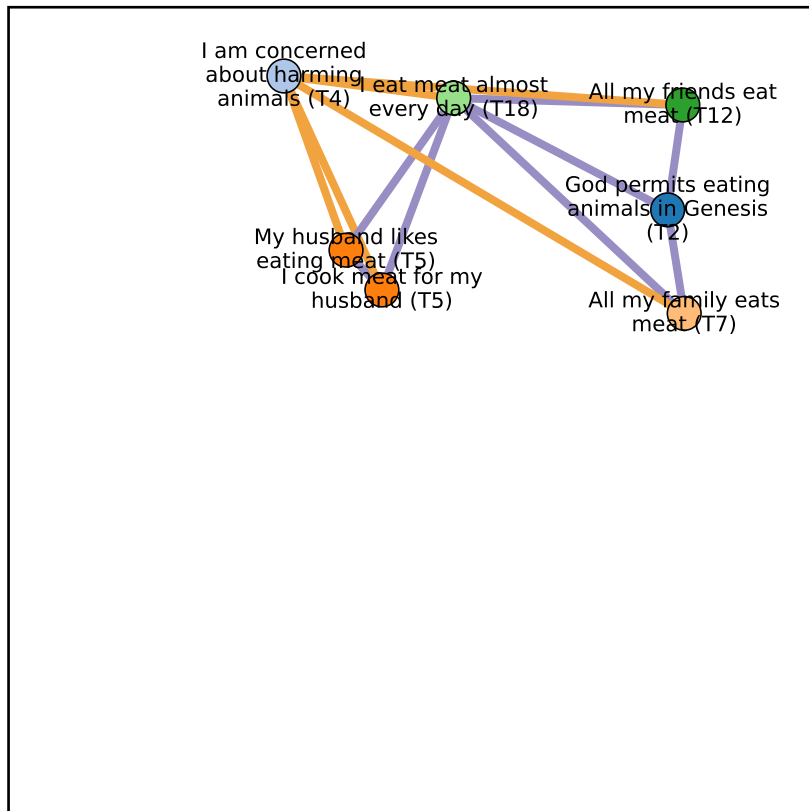 I am concerned
about harming
animals (T4)
I eat meat almost
every day (T18)
All my friends eat
meat (T12)
God permits eating
animals in Genesis
(T2)
My husband likes
eating meat (T5)
I cook meat for my
husband (T5)
All my family eats
meat (T7)